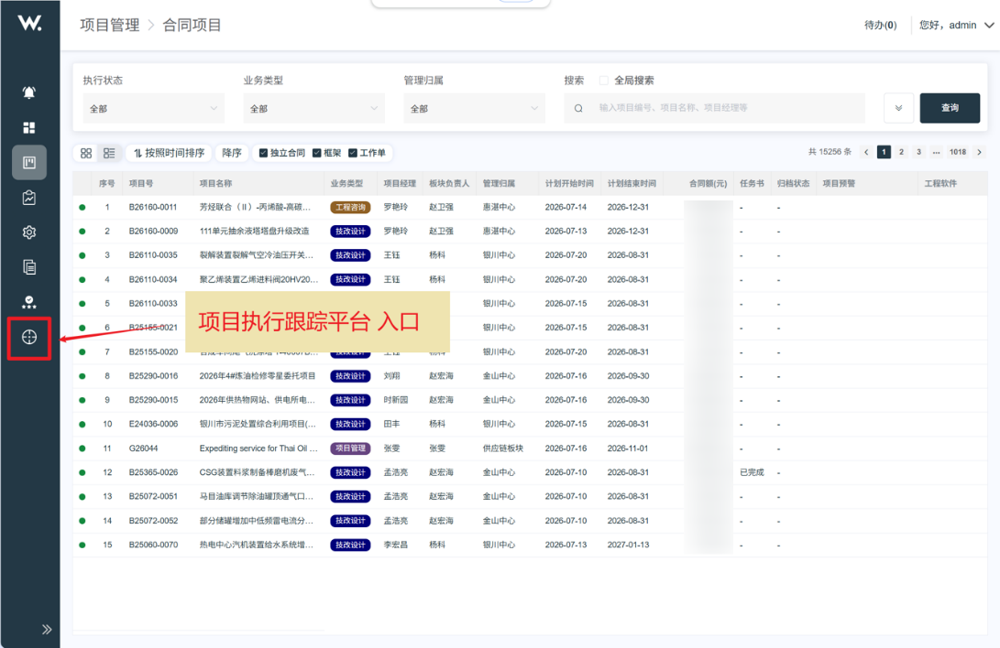 W.
项目管理 > 合同项目
待办(0) 您好，admin
执行状态 业务类型 管理归属 搜索 全局搜索
全部 全部 全部 输入项目编号、项目名称、项目经理等 查询
按照时间排序 降序 独立合同 框架 工作单 共 15256 条 < 1 2 3 ... 1018 >
序号 项目号 项目名称 业务类型 项目经理 板块负责人 管理归属 计划开始时间 计划结束时间 合同额(元) 任务书 归档状态 项目预警 工程软件
1 B26160-0011 芳烃联合（Ⅱ）-丙烯酸-高碳... 工程咨询 罗艳玲 赵卫强 惠湛中心 2026-07-14 2026-12-31 - -
2 B26160-0009 111单元抽余液塔塔盘升级改造 技改设计 罗艳玲 赵卫强 惠湛中心 2026-07-13 2026-12-31 - -
3 B26110-0035 裂解装置裂解气空冷油压开关... 技改设计 王钰 杨科 银川中心 2026-07-20 2026-08-31 - -
4 B26110-0034 聚乙烯装置乙烯进料阀20HV20... 技改设计 王钰 杨科 银川中心 2026-07-20 2026-08-31 - -
5 B26110-0033 银川中心 2026-07-15 2026-08-31 - -
项目执行跟踪平台 入口
6 B25155-0021 银川中心 2026-07-15 2026-08-31 - -
7 B25155-0020 技改设计 王钰 杨科 银川中心 2026-07-20 2026-08-31 - -
8 B25290-0016 2026年4#炼油检修零星委托项目 技改设计 刘翔 赵宏海 金山中心 2026-07-16 2026-09-30 - -
9 B25290-0015 2026年供热物网站、供电所电... 技改设计 时新园 赵宏海 金山中心 2026-07-16 2026-09-30 - -
10 E24036-0006 银川市污泥处置综合利用项目(... 技改设计 田丰 杨科 银川中心 2026-07-15 2026-08-31 - -
11 G26044 Expediting service for Thai Oil ... 项目管理 张雯 张雯 供应链板块 2026-07-16 2026-11-01 - -
12 B25365-0026 CSG装置料浆制备棒磨机废气... 技改设计 孟浩亮 赵宏海 金山中心 2026-07-10 2026-08-31 已完成 -
13 B25072-0051 马目油库调节除油罐顶通气口... 技改设计 孟浩亮 赵宏海 金山中心 2026-07-10 2026-08-31 - -
14 B25072-0052 部分储罐增加中低频雷电流分... 技改设计 孟浩亮 赵宏海 金山中心 2026-07-10 2026-08-31 - -
15 B25060-0070 热电中心汽机装置给水系统增... 技改设计 李宏昌 杨科 银川中心 2026-07-13 2027-01-13 - -